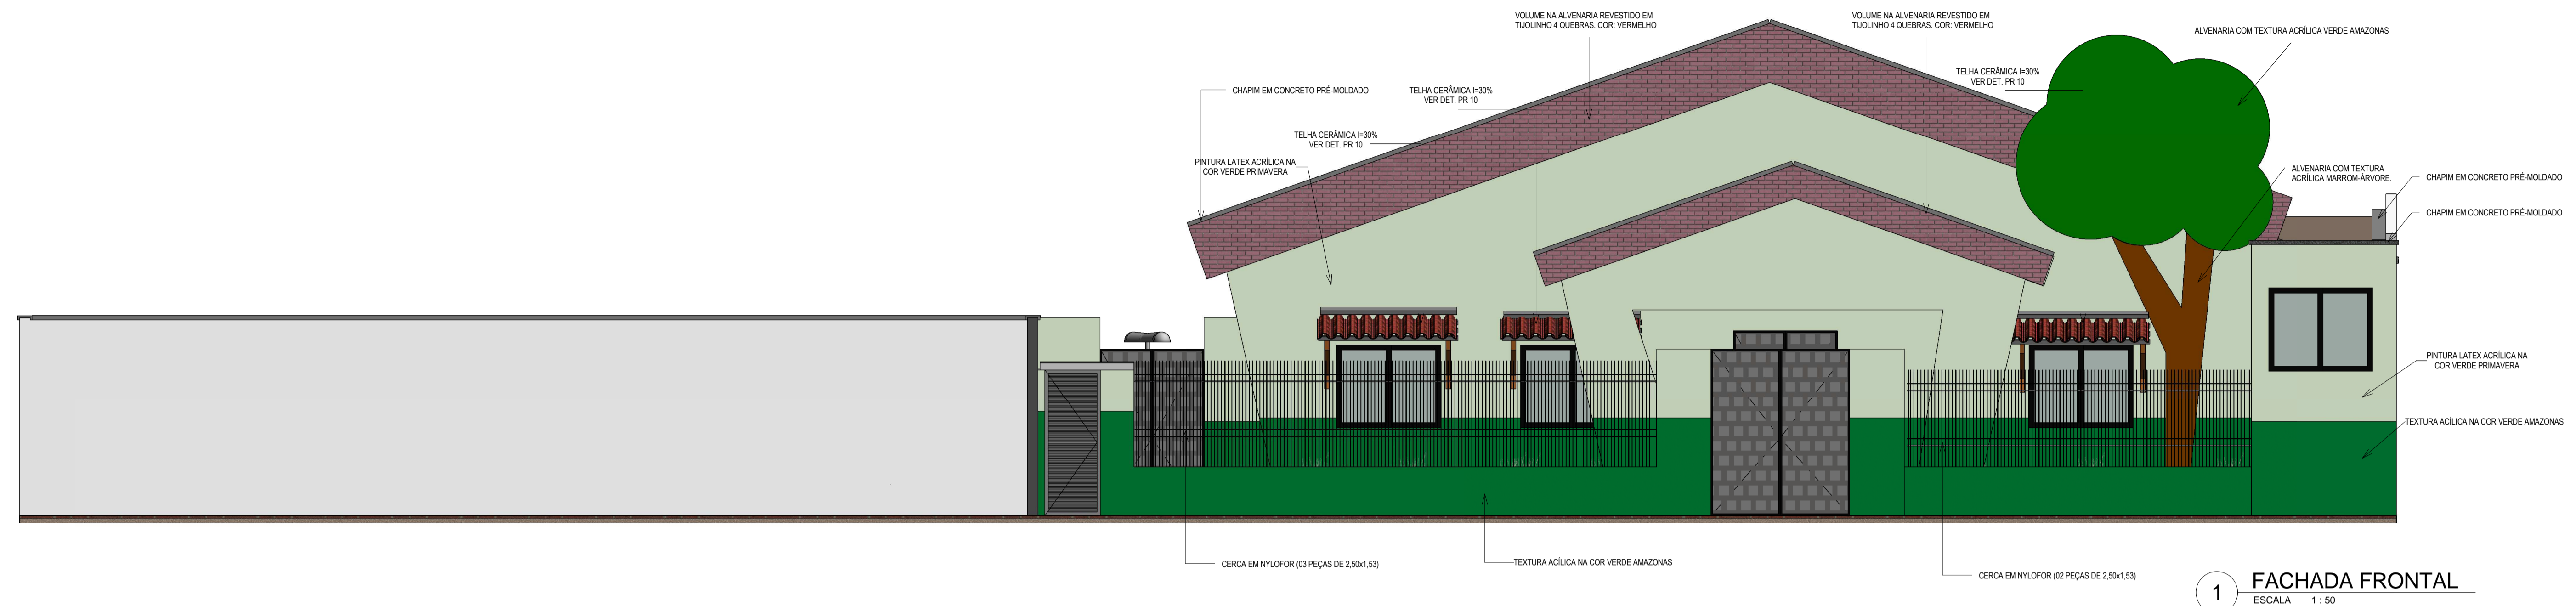 VOLUME NA ALVENARIA REVESTIDO EM
TIJOLINHO 4 QUEBRAS. COR: VERMELHO
VOLUME NA ALVENARIA REVESTIDO EM
TIJOLINHO 4 QUEBRAS. COR: VERMELHO
ALVENARIA COM TEXTURA ACRÍLICA VERDE AMAZONAS
TELHA CERÂMICA I=30%
VER DET. PR 10
CHAPIM EM CONCRETO PRÉ-MOLDADO
TELHA CERÂMICA I=30%
VER DET. PR 10
TELHA CERÂMICA I=30%
VER DET. PR 10
PINTURA LATEX ACRÍLICA NA
COR VERDE PRIMAVERA
ALVENARIA COM TEXTURA
ACRÍLICA MARROM-ÁRVORE.
CHAPIM EM CONCRETO PRÉ-MOLDADO
CHAPIM EM CONCRETO PRÉ-MOLDADO
PINTURA LATEX ACRÍLICA NA
COR VERDE PRIMAVERA
TEXTURA ACÍLICA NA COR VERDE AMAZONAS
CERCA EM NYLOFOR (03 PEÇAS DE 2,50x1,53)
TEXTURA ACÍLICA NA COR VERDE AMAZONAS
CERCA EM NYLOFOR (02 PEÇAS DE 2,50x1,53)
1
FACHADA FRONTAL
ESCALA 1 : 50